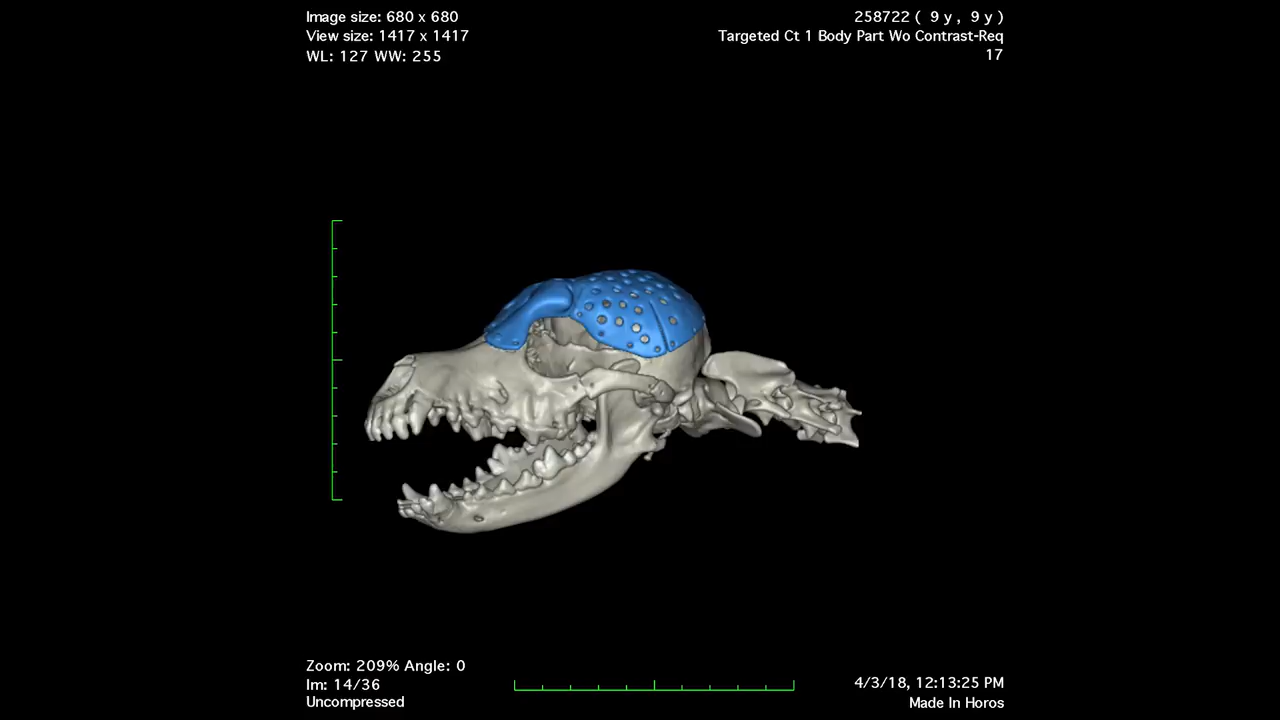 Image size: 680 x 680
View size: 1417 x 1417
WL: 127 WW: 255
258722 ( 9 y , 9 y )
Targeted Ct 1 Body Part Wo Contrast-Req
17
Zoom: 209% Angle: 0
Im: 14/36
Uncompressed
4/3/18, 12:13:25 PM
Made In Horos